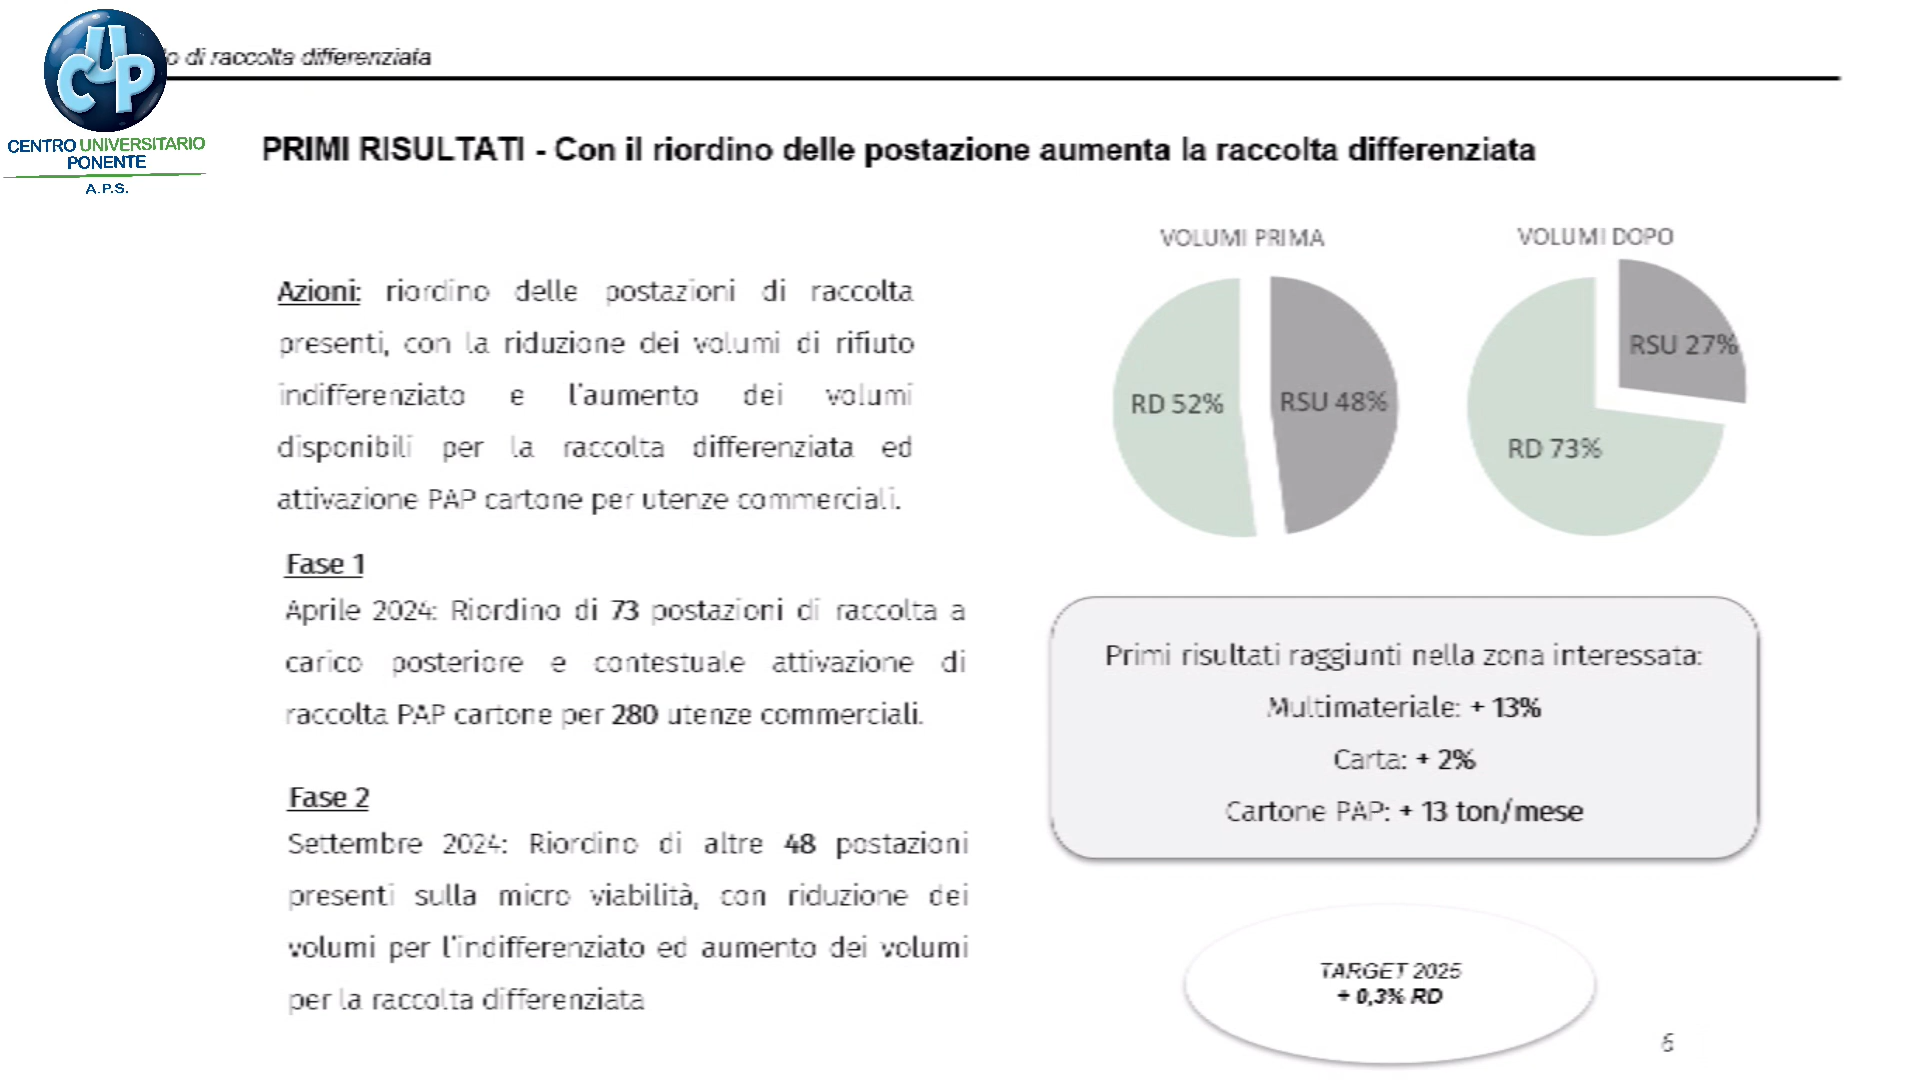 di raccolta differenziata
CUP
CENTRO UNIVERSITARIO
PONENTE
A.P.S.
PRIMI RISULTATI - Con il riordino delle postazione aumenta la raccolta differenziata
Azioni: riordino delle postazioni di raccolta
presenti, con la riduzione dei volumi di rifiuto
indifferenziato e l'aumento dei volumi
disponibili per la raccolta differenziata ed
attivazione PAP cartone per utenze commerciali.
Fase 1
Aprile 2024: Riordino di 73 postazioni di raccolta a
carico posteriore e contestuale attivazione di
raccolta PAP cartone per 280 utenze commerciali.
Fase 2
Settembre 2024: Riordino di altre 48 postazioni
presenti sulla micro viabilità, con riduzione dei
volumi per l'indifferenziato ed aumento dei volumi
per la raccolta differenziata
VOLUMI PRIMA
RD 52%
RSU 48%
VOLUMI DOPO
RSU 27%
RD 73%
Primi risultati raggiunti nella zona interessata:
Multimateriale: + 13%
Carta: + 2%
Cartone PAP: + 13 ton/mese
TARGET 2025
+ 0,3% RD
6